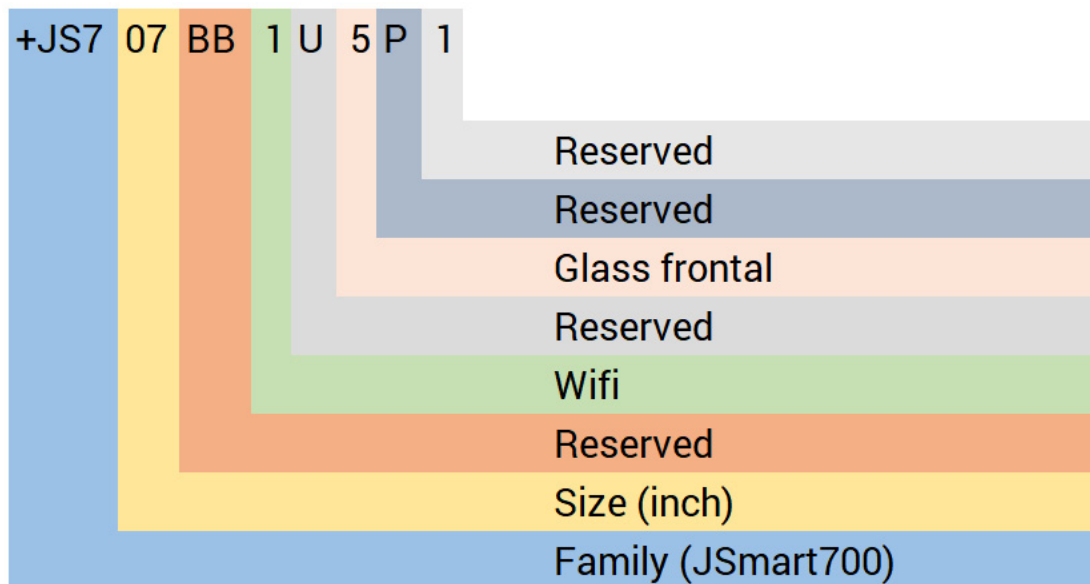 +JS7 07 BB 1 U 5 P 1
Reserved
Reserved
Glass frontal
Reserved
Wifi
Reserved
Size (inch)
Family (JSmart700)